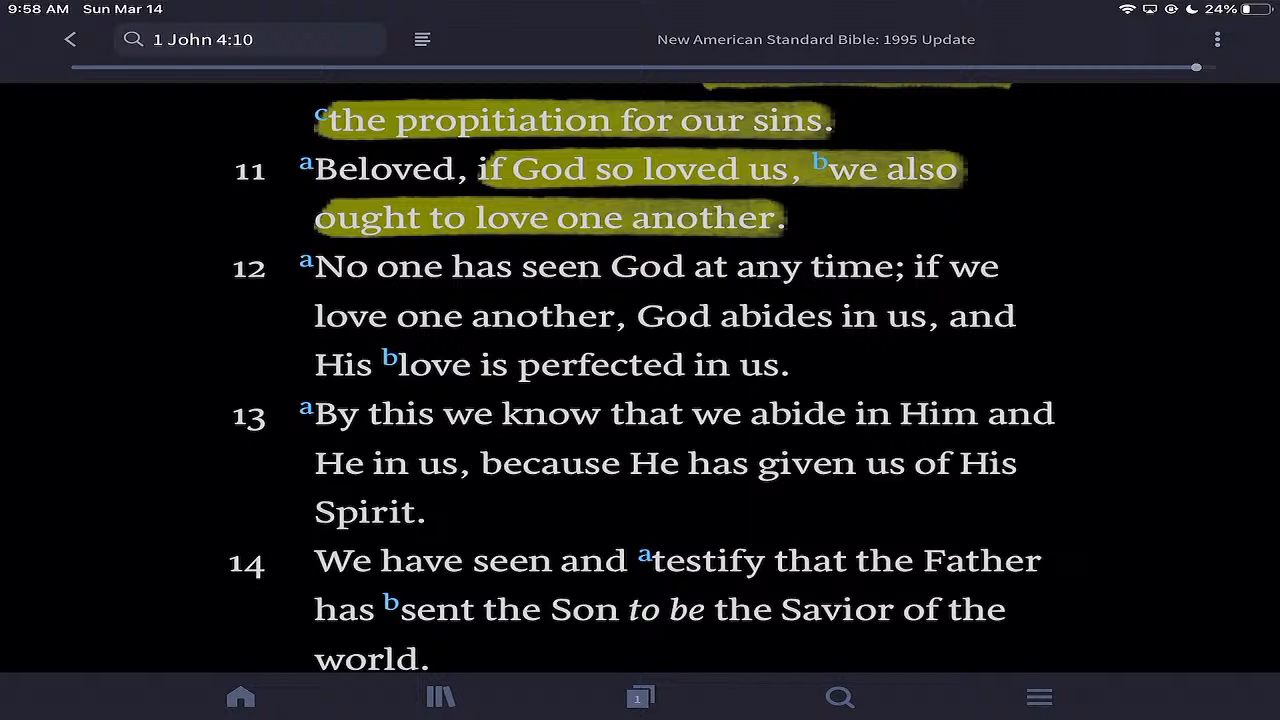 9:58 AM Sun Mar 14 24%
1 John 4:10 New American Standard Bible: 1995 Update
cthe propitiation for our sins.
11 aBeloved, if God so loved us, bwe also
ought to love one another.
12 aNo one has seen God at any time; if we
love one another, God abides in us, and
His blove is perfected in us.
13 aBy this we know that we abide in Him and
He in us, because He has given us of His
Spirit.
14 We have seen and atestify that the Father
has bsent the Son to be the Savior of the
world.
1